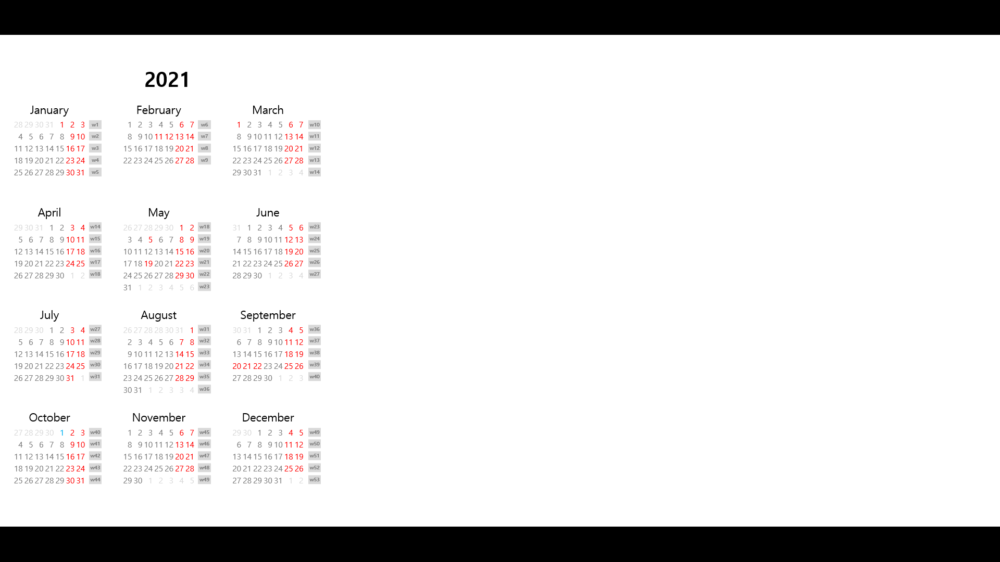 2021
January
28 29 30 31 1 2 3 w1
4 5 6 7 8 9 10 w2
11 12 13 14 15 16 17 w3
18 19 20 21 22 23 24 w4
25 26 27 28 29 30 31 w5
February
1 2 3 4 5 6 7 w6
8 9 10 11 12 13 14 w7
15 16 17 18 19 20 21 w8
22 23 24 25 26 27 28 w9
March
1 2 3 4 5 6 7 w10
8 9 10 11 12 13 14 w11
15 16 17 18 19 20 21 w12
22 23 24 25 26 27 28 w13
29 30 31 1 2 3 4 w14
April
29 30 31 1 2 3 4 w14
5 6 7 8 9 10 11 w15
12 13 14 15 16 17 18 w16
19 20 21 22 23 24 25 w17
26 27 28 29 30 1 2 w18
May
26 27 28 29 30 1 2 w18
3 4 5 6 7 8 9 w19
10 11 12 13 14 15 16 w20
17 18 19 20 21 22 23 w21
24 25 26 27 28 29 30 w22
31 1 2 3 4 5 6 w23
June
31 1 2 3 4 5 6 w23
7 8 9 10 11 12 13 w24
14 15 16 17 18 19 20 w25
21 22 23 24 25 26 27 w26
28 29 30 1 2 3 4 w27
July
28 29 30 1 2 3 4 w27
5 6 7 8 9 10 11 w28
12 13 14 15 16 17 18 w29
19 20 21 22 23 24 25 w30
26 27 28 29 30 31 1 w31
August
26 27 28 28 30 31 1 w31
2 3 4 5 6 7 8 w32
9 10 11 12 13 14 15 w33
16 17 18 19 20 21 22 w34
23 24 25 26 27 28 29 w35
30 31 1 2 3 3 4 w36
September
30 31 1 2 3 4 5 w36
6 7 8 9 10 11 12 w37
13 14 15 16 17 18 19 w38
20 21 22 23 24 25 26 w39
27 28 29 30 1 2 3 w40
October
27 28 29 30 1 2 3 w40
4 5 6 7 8 9 10 w41
11 12 13 14 15 16 17 w42
18 19 20 21 22 23 24 w43
25 26 27 28 29 30 31 w44
November
1 2 3 4 5 6 7 w45
8 9 10 11 12 13 14 w46
15 16 17 18 19 20 21 w47
22 23 24 25 26 27 28 w48
29 30 1 2 3 4 5 w49
December
29 30 1 2 3 4 5 w49
6 7 8 9 10 11 12 w50
13 14 15 16 17 18 19 w51
20 21 22 23 24 25 26 w52
27 28 29 30 31 1 2 w53